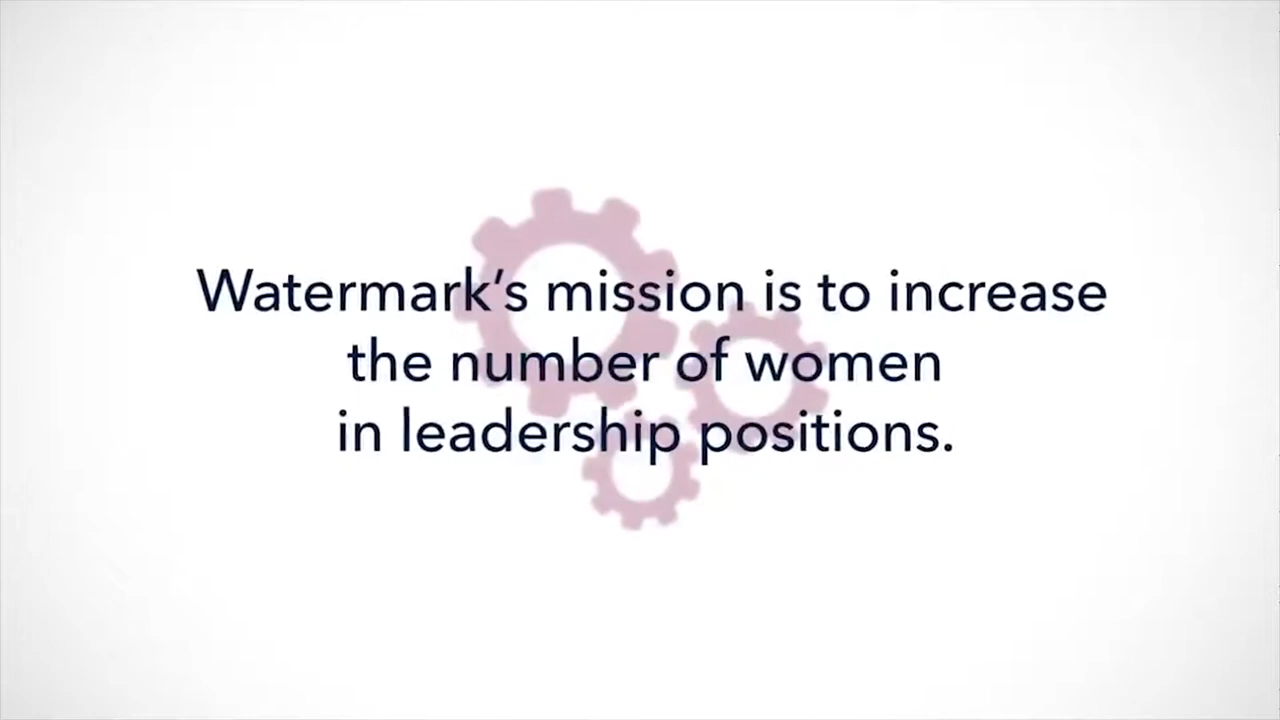 Watermark’s mission is to increase
the number of women
in leadership positions.